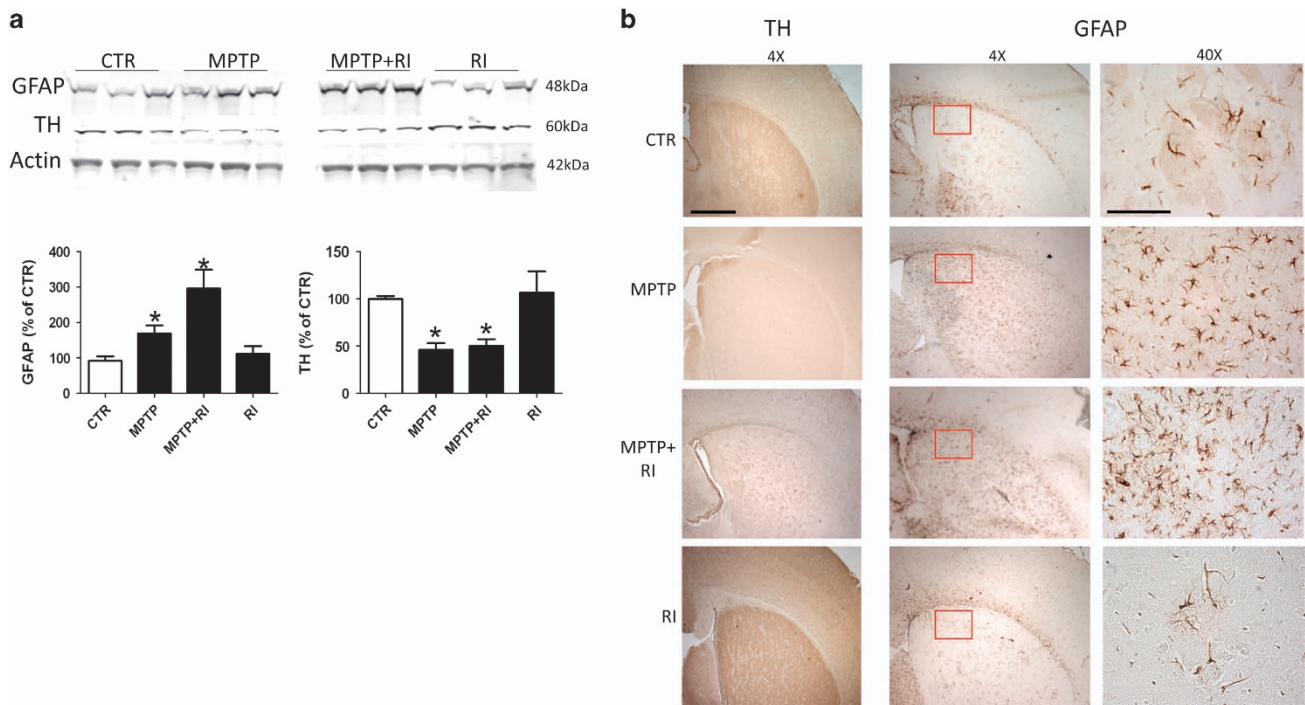 a
CTR MPTP MPTP+RI RI
GFAP 48kDa
TH 60kDa
Actin 42kDa
GFAP (% of CTR)
400
300
200
100
0
* *
CTR MPTP MPTP+RI RI
TH (% of CTR)
150
100
50
0
* *
CTR MPTP MPTP+RI RI
b
TH GFAP
4X 4X 40X
CTR
MPTP
MPTP+
RI
RI